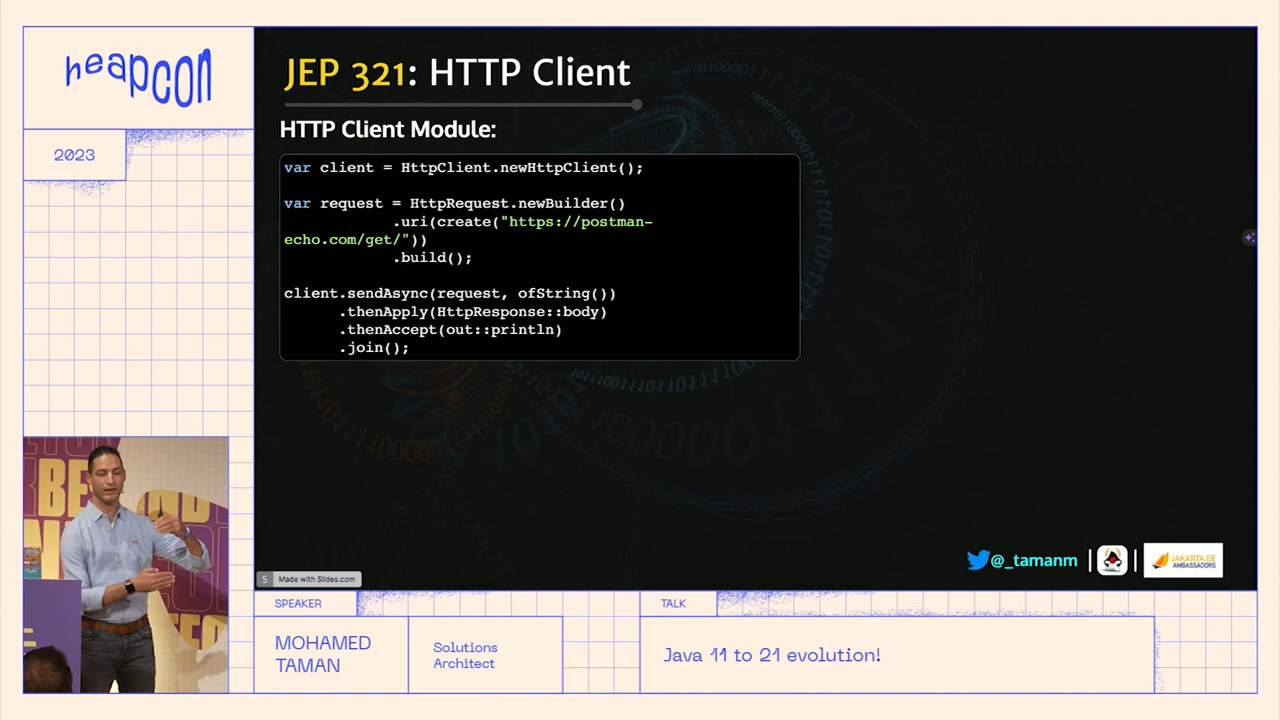 heapcon
2023
JEP 321: HTTP Client
HTTP Client Module:
var client = HttpClient.newHttpClient();
var request = HttpRequest.newBuilder()
.uri(create("https://postman-
echo.com/get/"))
.build();
client.sendAsync(request, ofString())
.thenApply(HttpResponse::body)
.thenAccept(out::println)
.join();
@_tamanm
JAKARTA EE
AMBASSADORS
S Made with Slides.com
SPEAKER
MOHAMED
TAMAN
Solutions
Architect
TALK
Java 11 to 21 evolution!